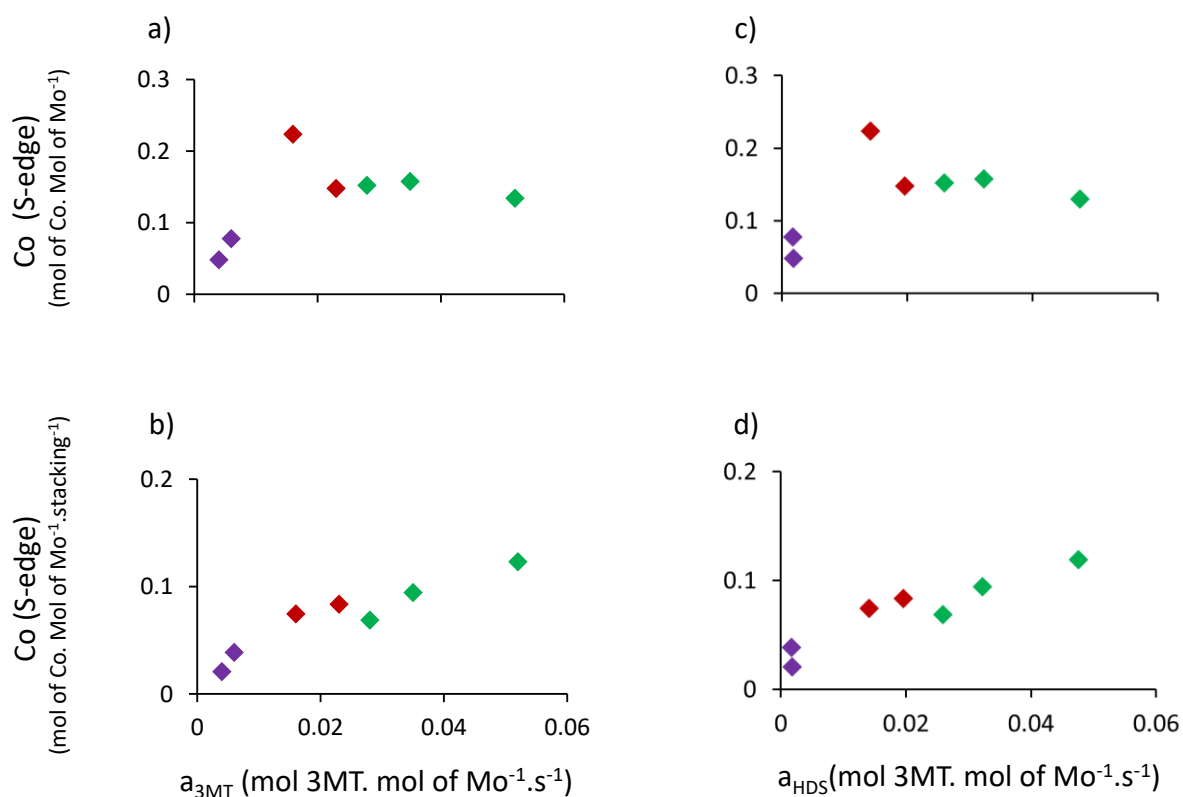 a)
c)
Co (S-edge)
(mol of Co. Mol of Mo⁻¹)
0.3
0.2
0.1
0
0.3
0.2
0.1
0
b)
d)
Co (S-edge)
(mol of Co. Mol of Mo⁻¹.stacking⁻¹)
0.2
0.1
0
0 0.02 0.04 0.06
0.2
0.1
0
0 0.02 0.04 0.06
a₃MT (mol 3MT. mol of Mo⁻¹.s⁻¹)
aHDS(mol 3MT. mol of Mo⁻¹.s⁻¹)